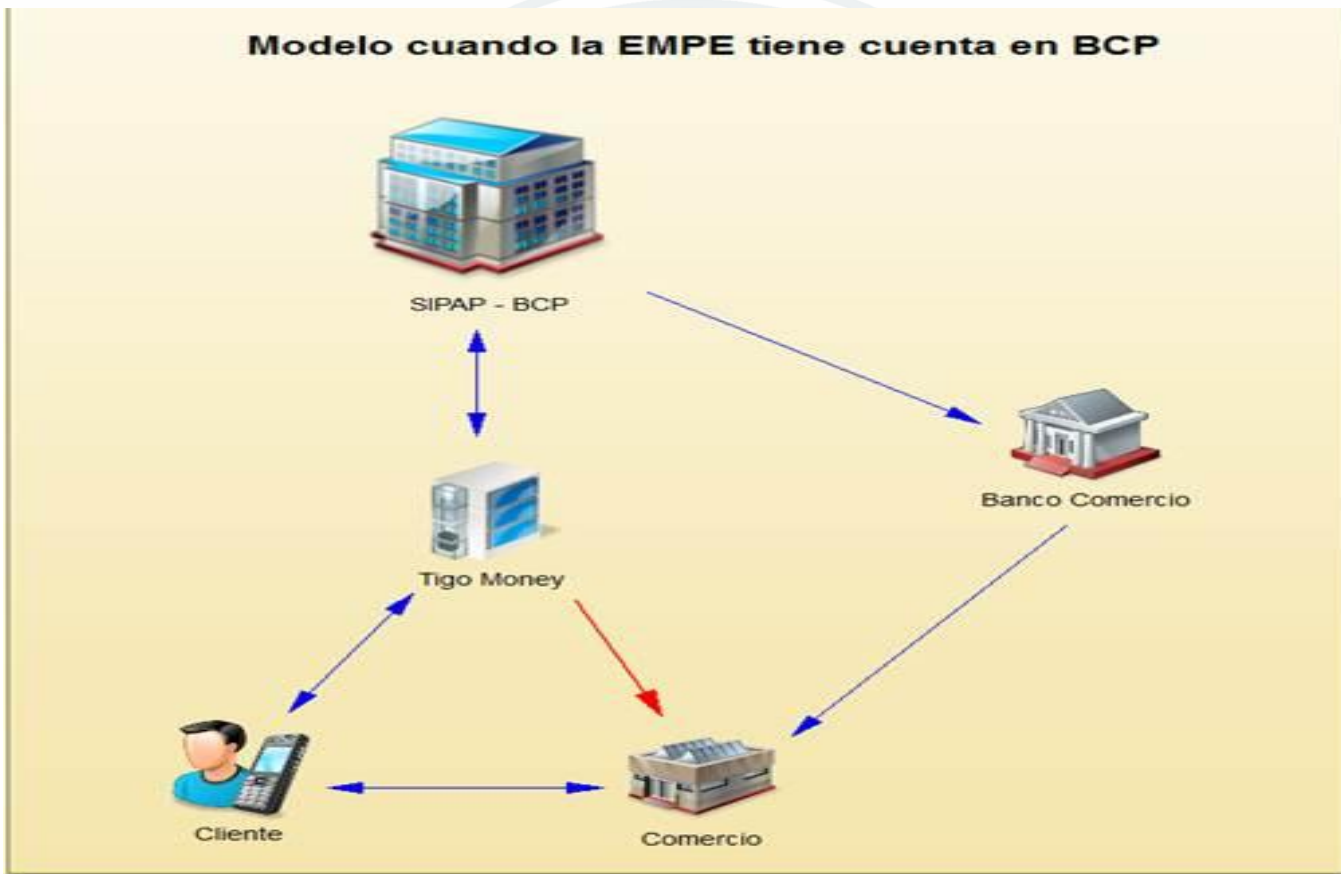 Modelo cuando la EMPE tiene cuenta en BCP
SIPAP - BCP
Banco Comercio
Tigo Money
Cliente
Comercio